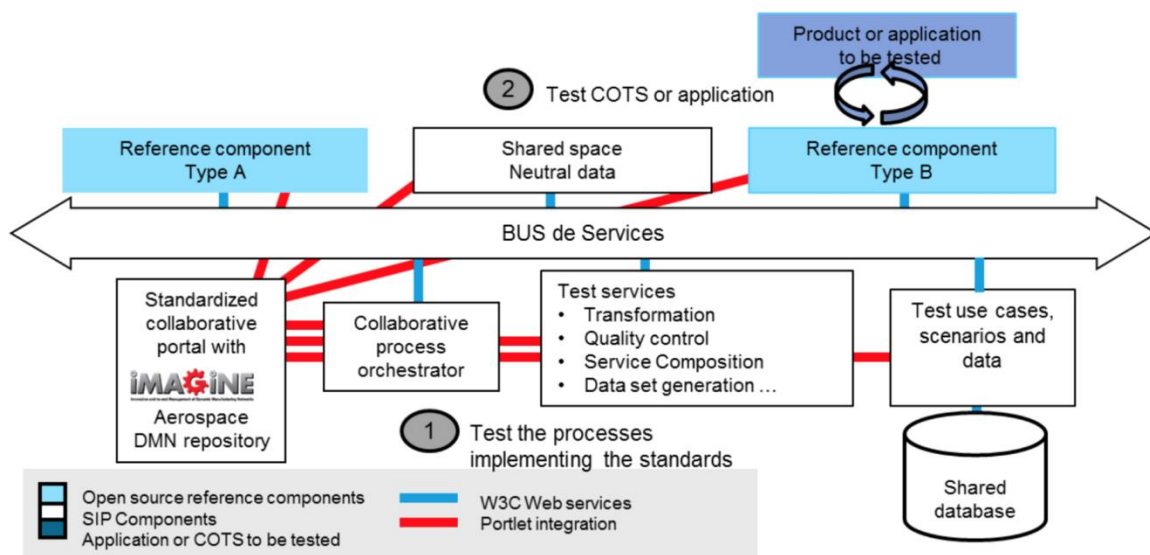 Product or application
to be tested
2
Test COTS or application
Reference component
Type A
Shared space
Neutral data
Reference component
Type B
BUS de Services
Standardized
collaborative
portal with
iMAGiNE
Aerospace
DMN repository
Collaborative
process
orchestrator
Test services
• Transformation
• Quality control
• Service Composition
• Data set generation ...
Test use cases,
scenarios and
data
1
Test the processes
implementing the standards
Shared
database
Open source reference components
SIP Components
Application or COTS to be tested
W3C Web services
Portlet integration